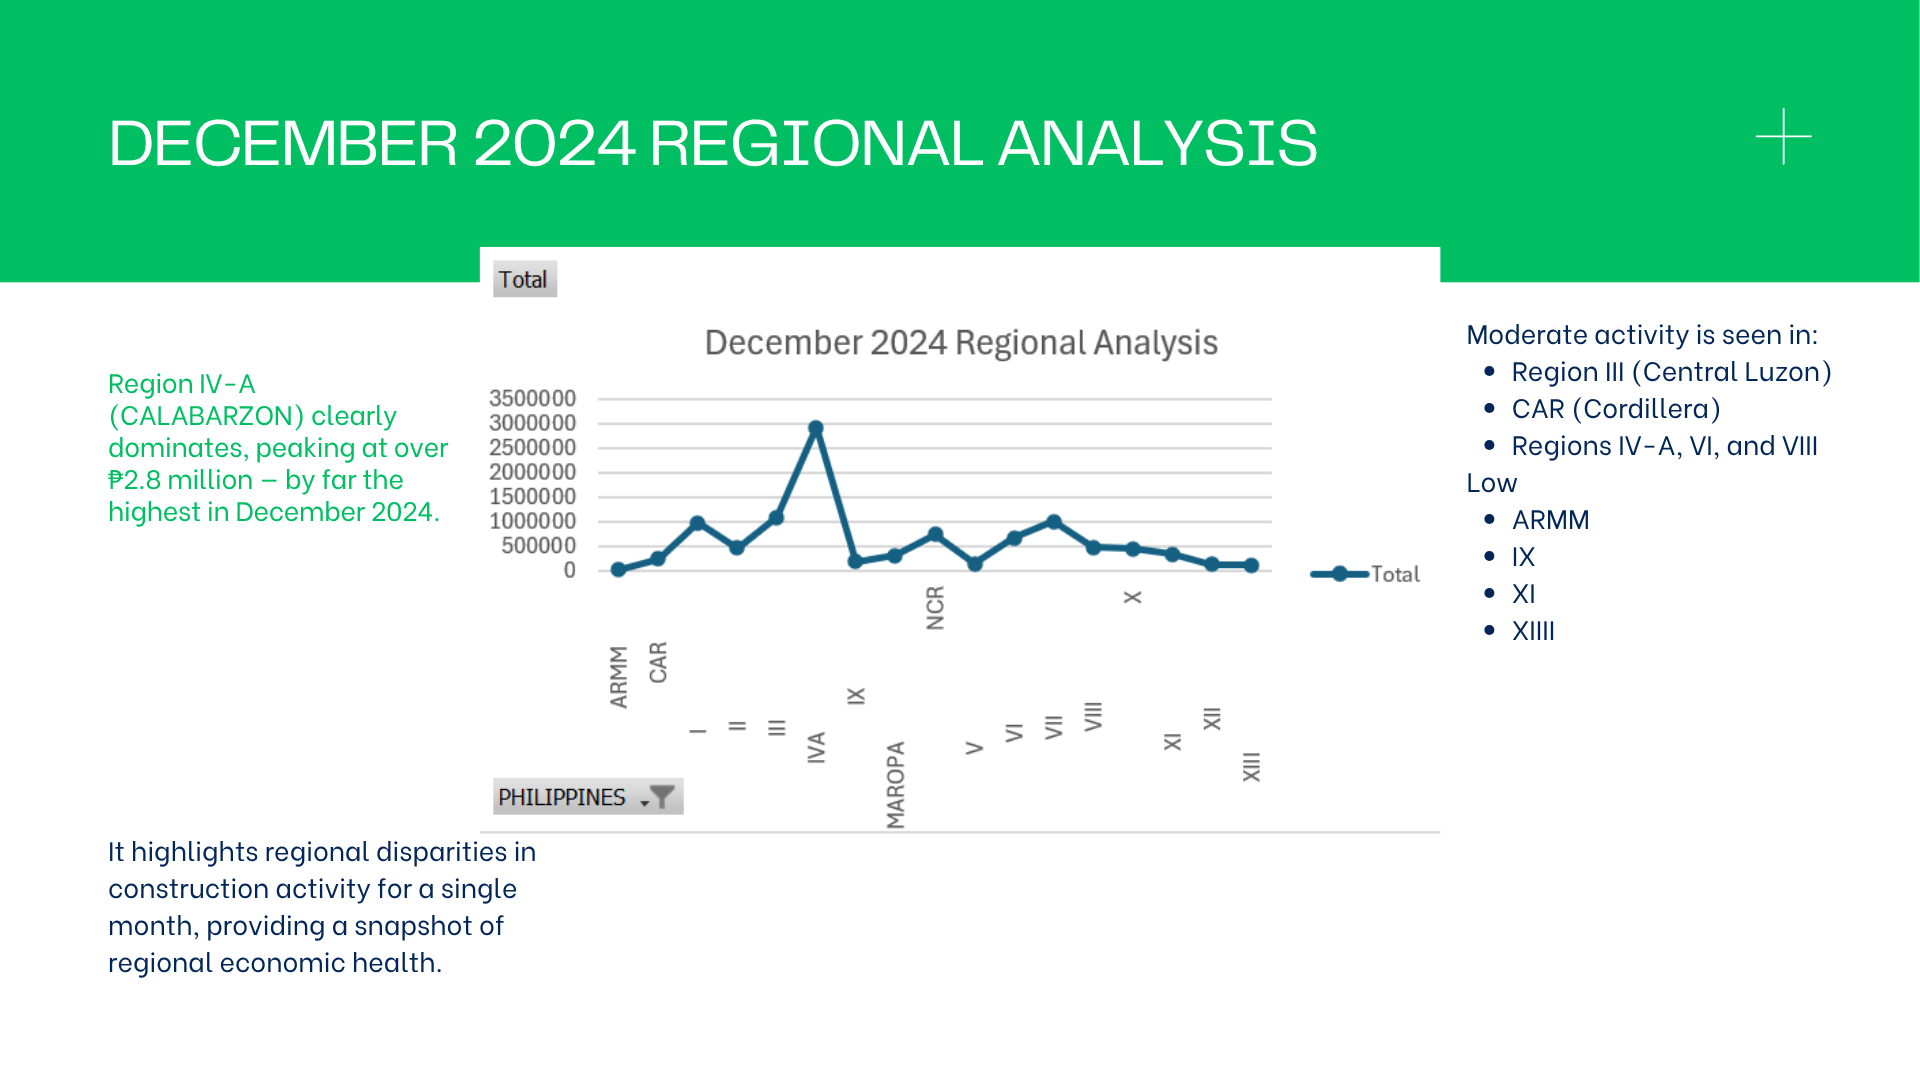 DECEMBER 2024 REGIONAL ANALYSIS
Region IV-A
(CALABARZON) clearly
dominates, peaking at over
₱2.8 million – by far the
highest in December 2024.
It highlights regional disparities in
construction activity for a single
month, providing a snapshot of
regional economic health.
Total
December 2024 Regional Analysis
3500000
3000000
2500000
2000000
1500000
1000000
500000
0
ARMM
CAR
I
II
III
IVA
IX
MAROPA
NCR
V
VI
VII
VIII
X
XI
XII
XIII
Total
PHILIPPINES
Moderate activity is seen in:
• Region III (Central Luzon)
• CAR (Cordillera)
• Regions IV-A, VI, and VIII
Low
• ARMM
• IX
• XI
• XIIII